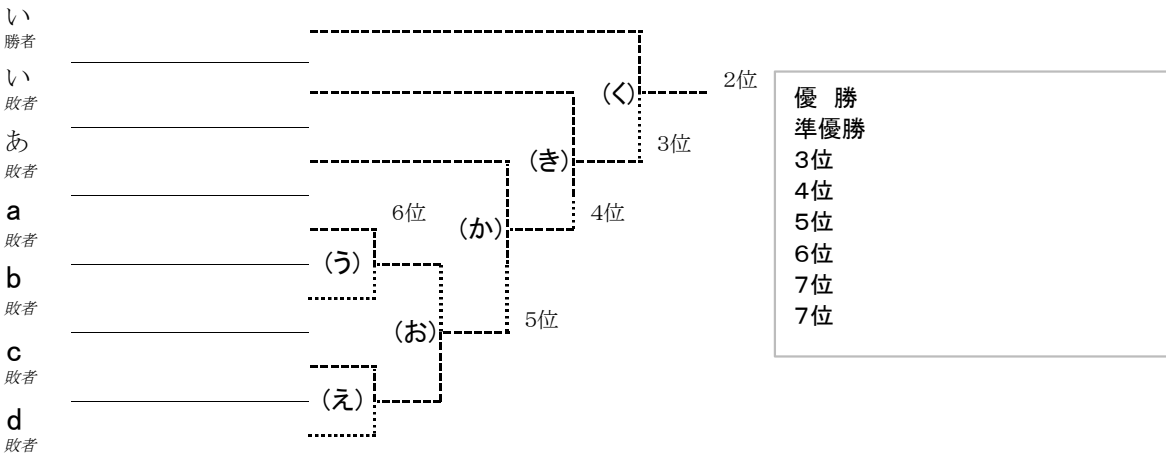 い
勝者
い
敗者
あ
敗者
a
敗者
b
敗者
c
敗者
d
敗者
(う)
(え)
6位
(お)
(か)
5位
(き)
4位
(く)
3位
2位
優 勝
準優勝
3位
4位
5位
6位
7位
7位